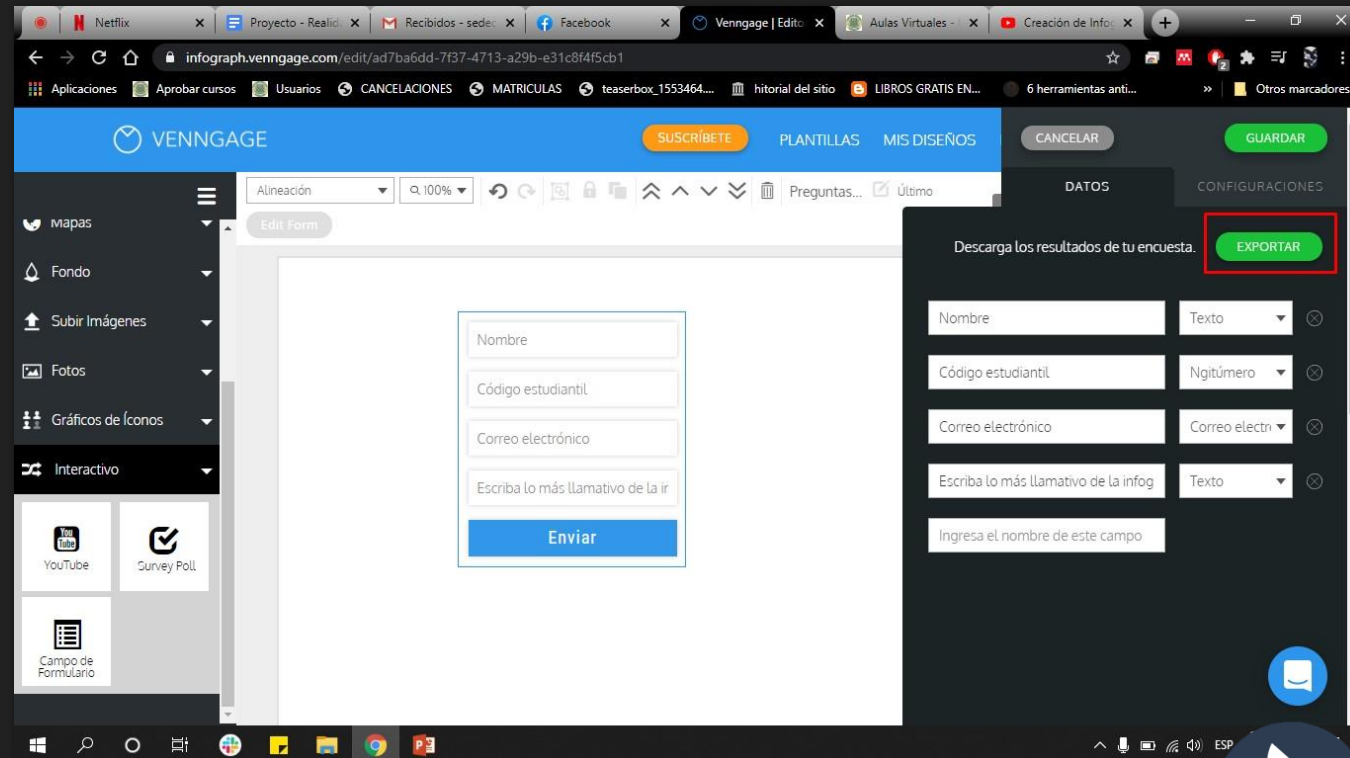 Netflix
Proyecto - Realid
Recibidos - sedec
Facebook
Venngage | Edito
Aulas Virtuales -
Creación de Infog
infograph.venngage.com/edit/ad7ba6dd-7f37-4713-a29b-e31c8f4f5cb1
2
Aplicaciones
Aprobar cursos
Usuarios
CANCELACIONES
MATRICULAS
teaserbox_1553464....
hitorial del sitio
LIBROS GRATIS EN...
6 herramientas anti...
»
Otros marcadores
VENNGAGE
SUSCRÍBETE
PLANTILLAS
MIS DISEÑOS
CANCELAR
GUARDAR
Alineación
100%
Preguntas...
Último
DATOS
CONFIGURACIONES
Mapas
Edit Form
Descarga los resultados de tu encuesta.
EXPORTAR
Fondo
Subir Imágenes
Fotos
Gráficos de Íconos
Interactivo
You
Tube
YouTube
Survey Poll
Campo de
Formulario
Nombre
Código estudiantil
Correo electrónico
Escriba lo más llamativo de la ir
Enviar
Nombre
Texto
Código estudiantil
Ngitúmero
Correo electrónico
Correo electr
Escriba lo más llamativo de la infog
Texto
Ingresa el nombre de este campo
ESP